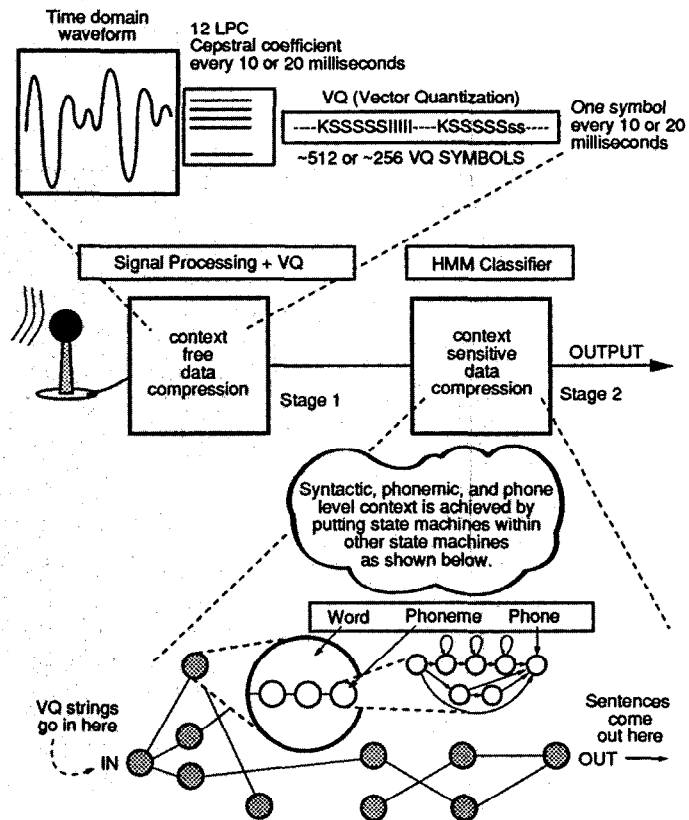 Time domain
waveform
12 LPC
Cepstral coefficient
every 10 or 20 milliseconds
VQ (Vector Quantization)
----KSSSSSIIIII----KSSSSSss----
~512 or ~256 VQ SYMBOLS
One symbol
every 10 or 20
milliseconds
Signal Processing + VQ
HMM Classifier
context
free
data
compression
Stage 1
context
sensitive
data
compression
OUTPUT
Stage 2
Syntactic, phonemic, and phone
level context is achieved by
putting state machines within
other state machines
as shown below.
Word Phoneme Phone
VQ strings
go in here
IN
Sentences
come
out here
OUT